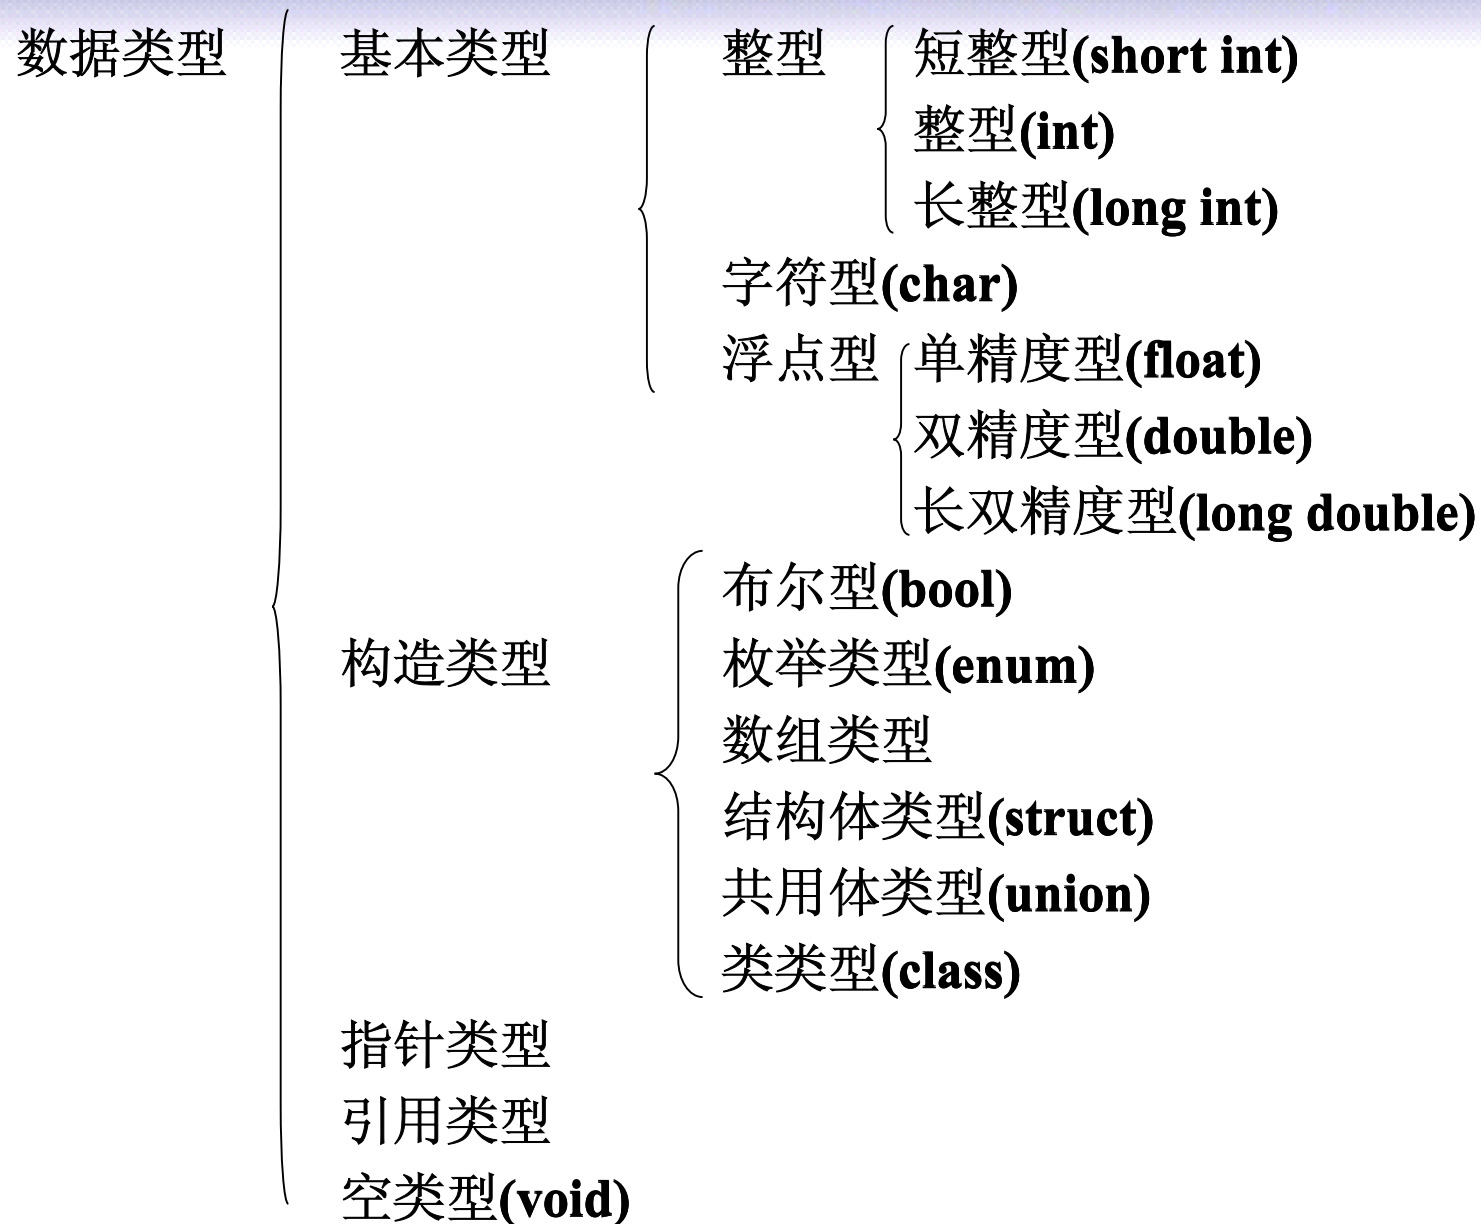 数据类型 基本类型 整型 短整型(short int)
整型(int)
长整型(long int)
字符型(char)
浮点型 单精度型(float)
双精度型(double)
长双精度型(long double)
布尔型(bool)
构造类型 枚举类型(enum)
数组类型
结构体类型(struct)
共用体类型(union)
类类型(class)
指针类型
引用类型
空类型(void)